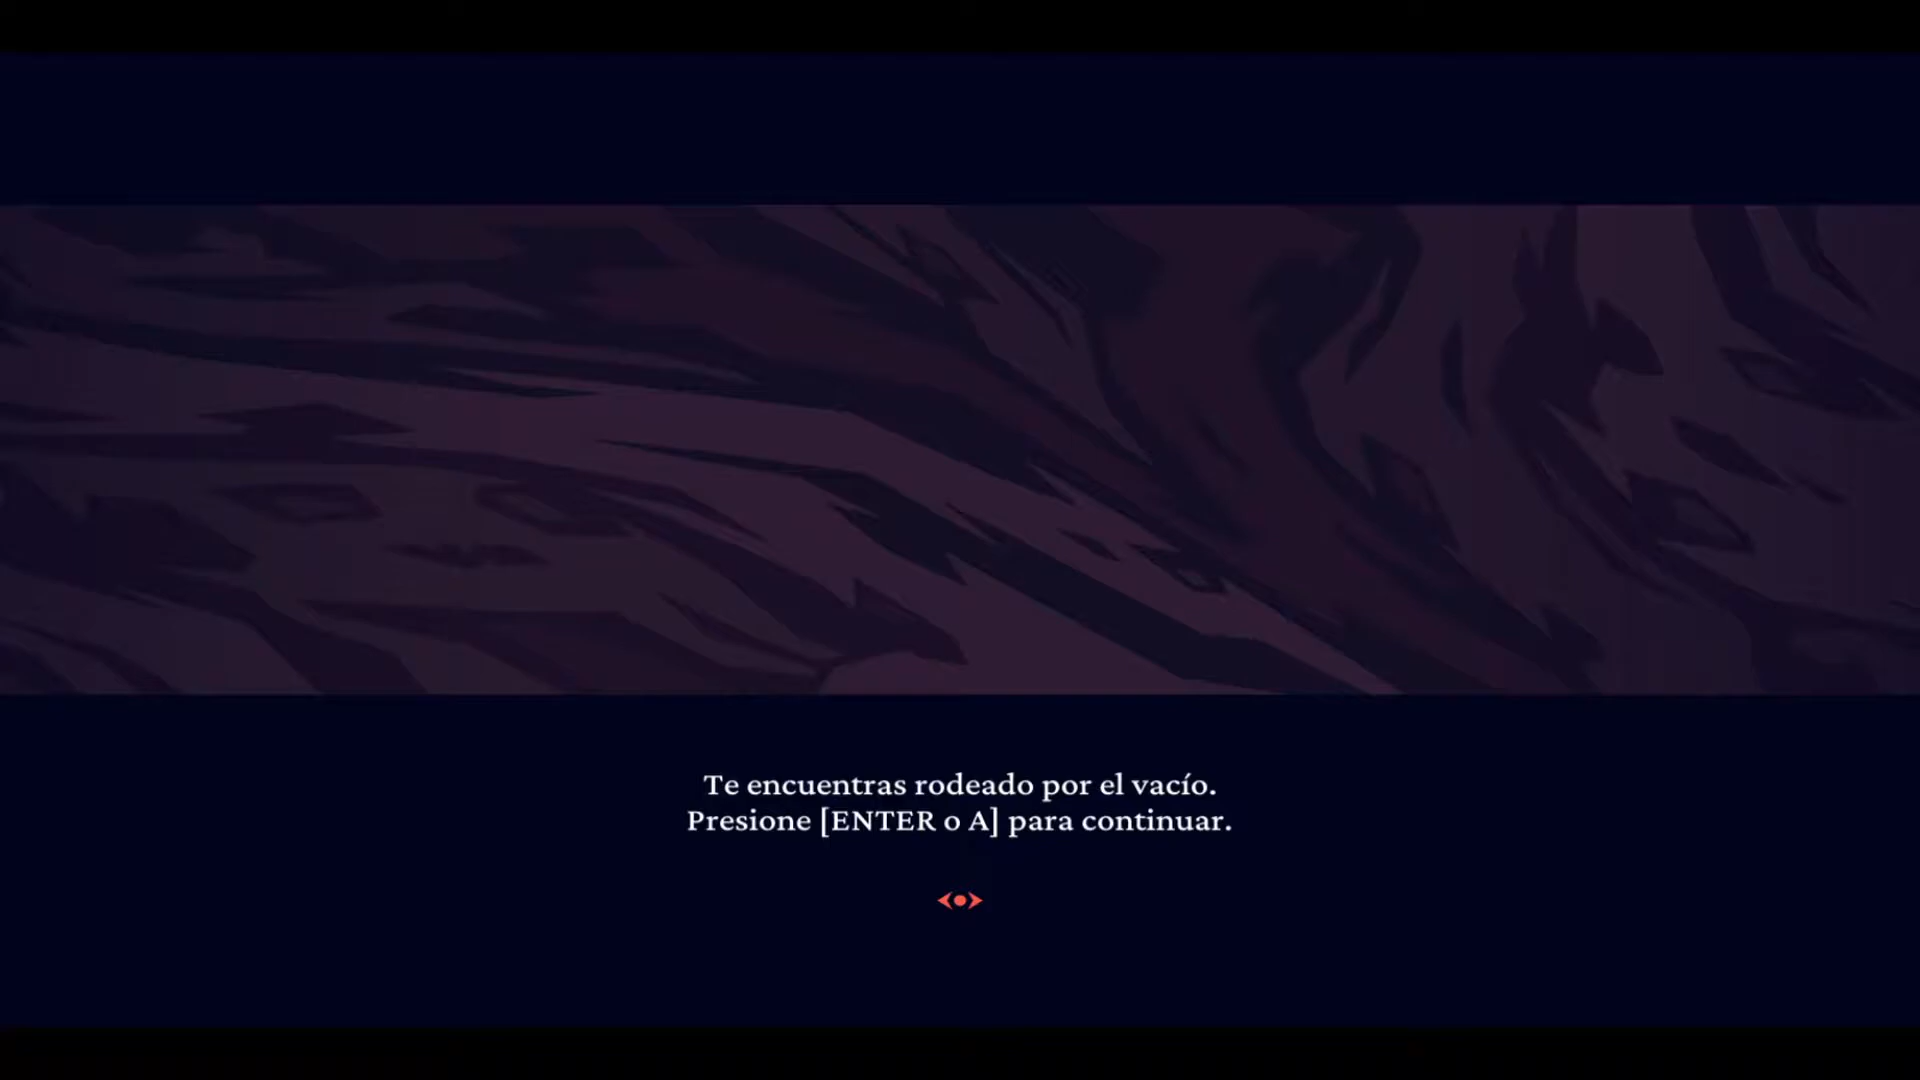 Te encuentras rodeado por el vacío.
Presione [ENTER o A] para continuar.